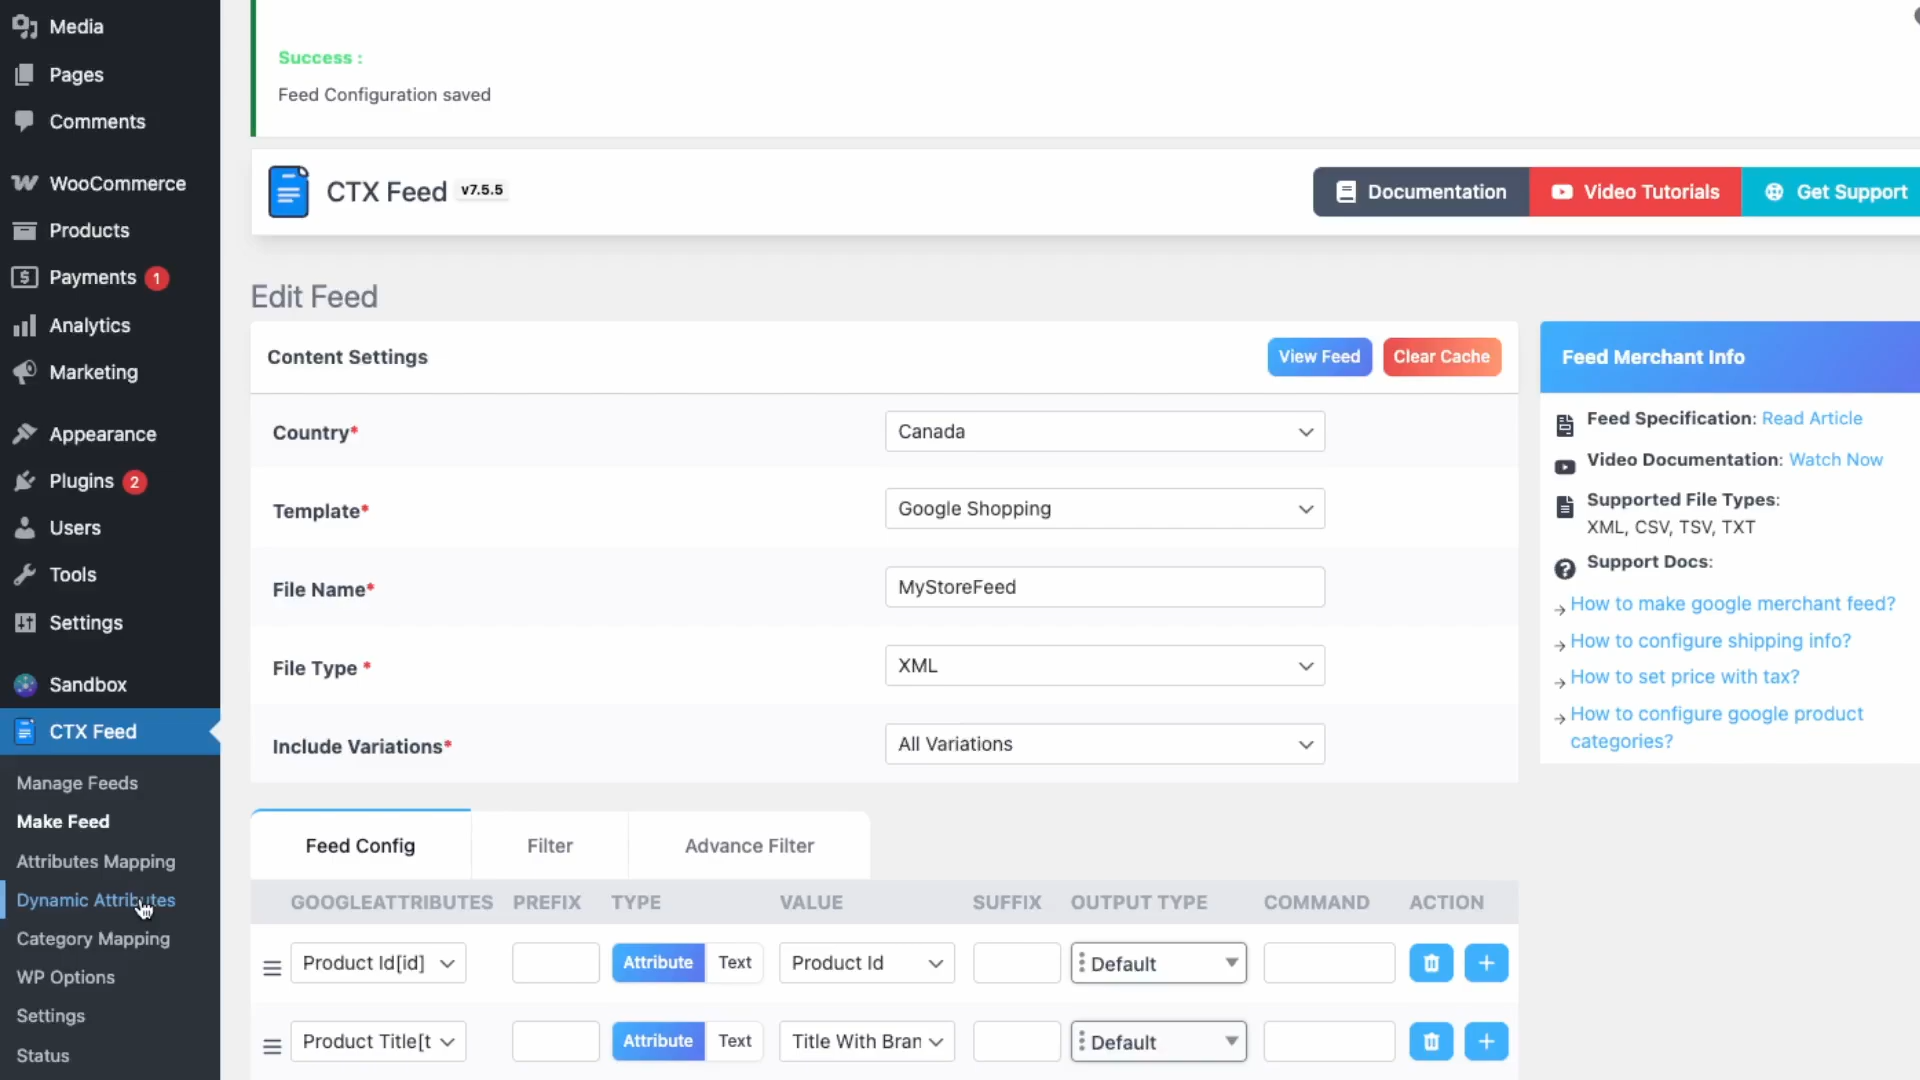 Media
Pages
Comments
WooCommerce
Products
Payments 1
Analytics
Marketing
Appearance
Plugins 2
Users
Tools
Settings
Sandbox
CTX Feed
Manage Feeds
Make Feed
Attributes Mapping
Dynamic Attributes
Category Mapping
WP Options
Settings
Status
Success :
Feed Configuration saved
CTX Feed v7.5.5
Documentation Video Tutorials Get Support
Edit Feed
Content Settings View Feed Clear Cache
Country* Canada
Template* Google Shopping
File Name* MyStoreFeed
File Type * XML
Include Variations* All Variations
Feed Merchant Info
Feed Specification: Read Article
Video Documentation: Watch Now
Supported File Types:
XML, CSV, TSV, TXT
Support Docs:
How to make google merchant feed?
How to configure shipping info?
How to set price with tax?
How to configure google product
categories?
Feed Config Filter Advance Filter
GOOGLEATTRIBUTES PREFIX TYPE VALUE SUFFIX OUTPUT TYPE COMMAND ACTION
Product Id[id] Attribute Text Product Id Default
Product Title[t Attribute Text Title With Bran Default